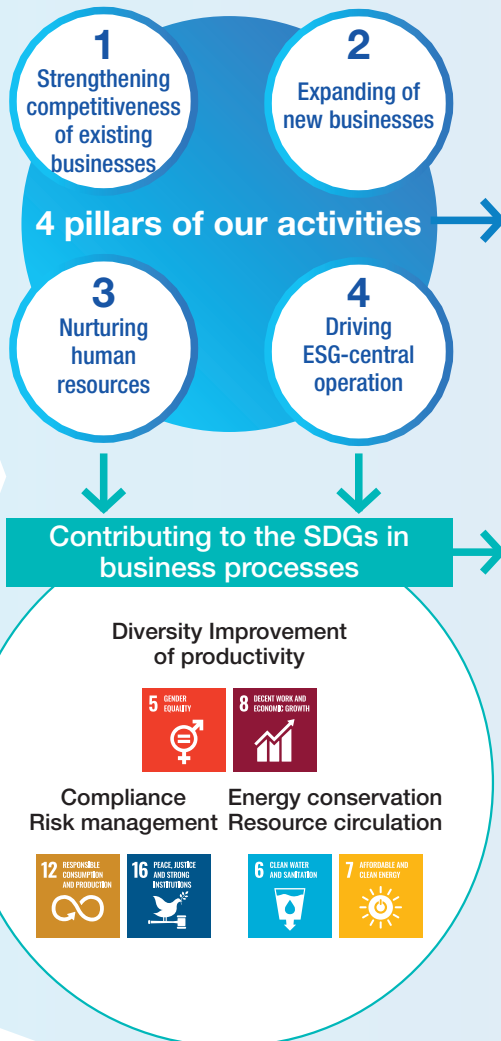 1
Strengthening
competitiveness
of existing
businesses
2
Expanding of
new businesses
4 pillars of our activities
3
Nurturing
human
resources
4
Driving
ESG-central
operation
Contributing to the SDGs in
business processes
Diversity Improvement
of productivity
5 GENDER
EQUALITY
8 DECENT WORK AND
ECONOMIC GROWTH
Compliance
Risk management
Energy conservation
Resource circulation
12 RESPONSIBLE
CONSUMPTION
AND PRODUCTION
16 PEACE, JUSTICE
AND STRONG
INSTITUTIONS
6 CLEAN WATER
AND SANITATION
7 AFFORDABLE AND
CLEAN ENERGY